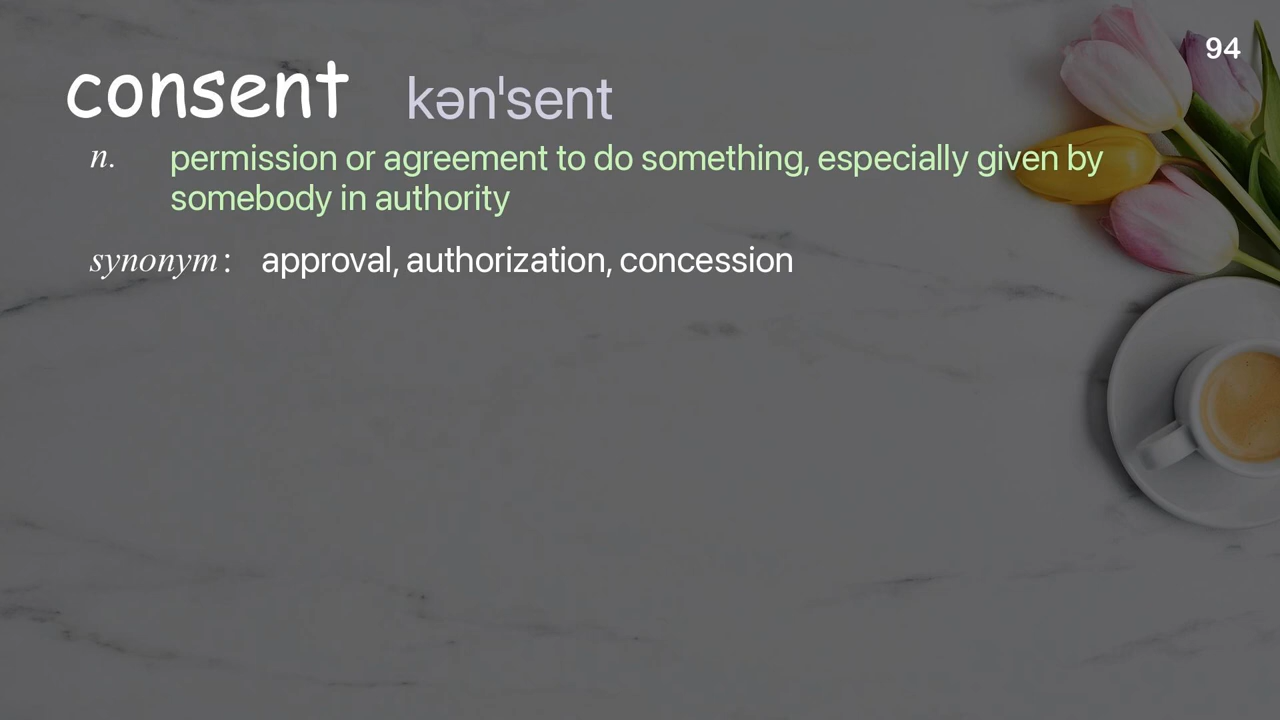 94
consent kən'sent
n. permission or agreement to do something, especially given by
somebody in authority
synonym: approval, authorization, concession